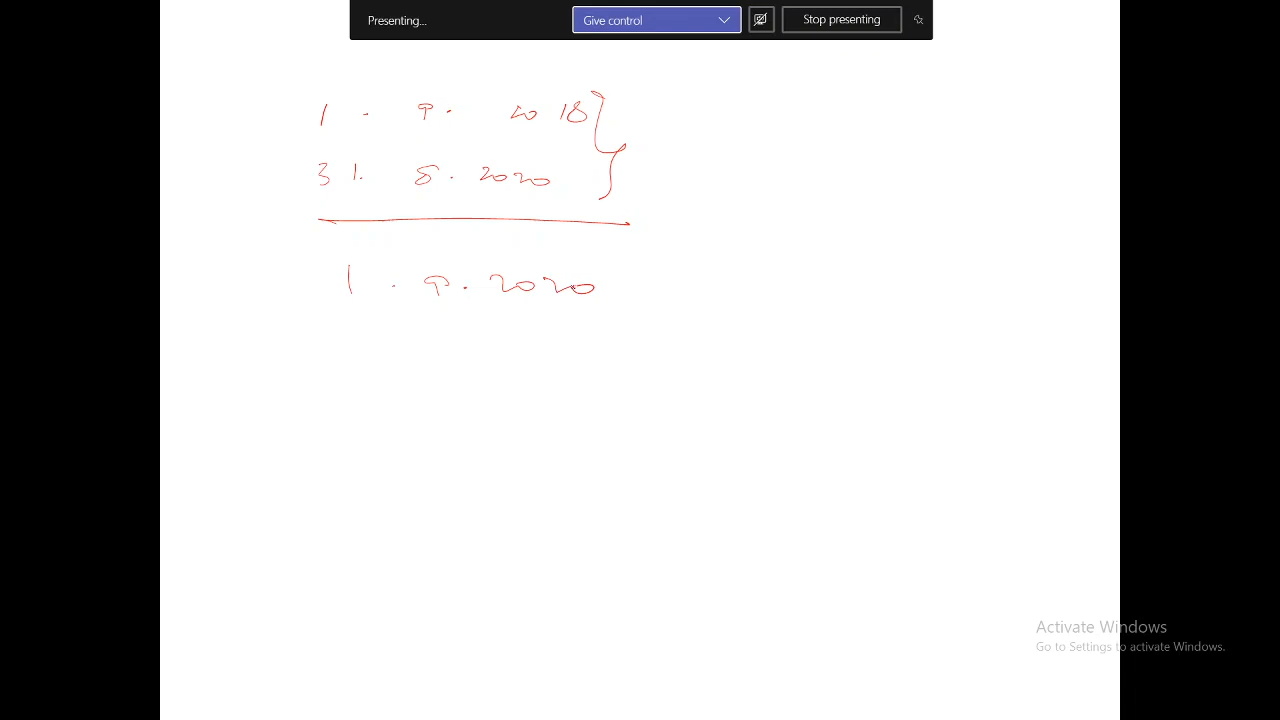 Presenting...
Give control
Stop presenting
1 . 9 . 2018
31. 8. 2020
1 . 9 . 2020
Activate Windows
Go to Settings to activate Windows.